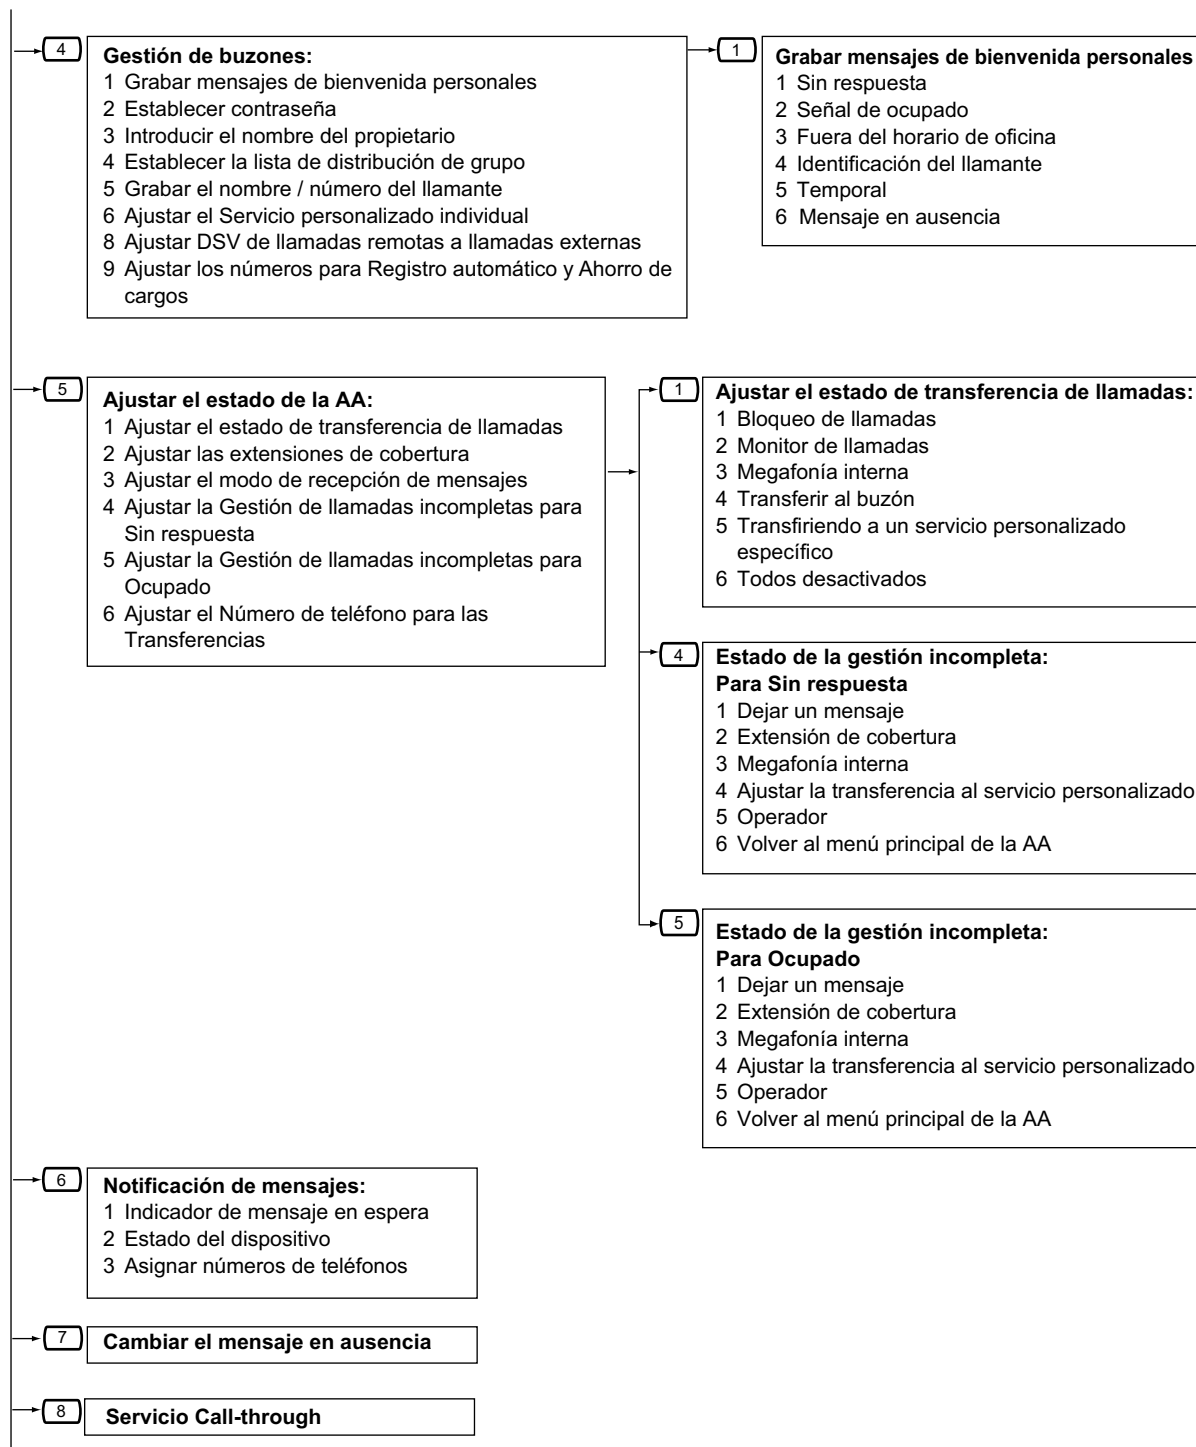 4
Gestión de buzones:
1 Grabar mensajes de bienvenida personales
2 Establecer contraseña
3 Introducir el nombre del propietario
4 Establecer la lista de distribución de grupo
5 Grabar el nombre / número del llamante
6 Ajustar el Servicio personalizado individual
8 Ajustar DSV de llamadas remotas a llamadas externas
9 Ajustar los números para Registro automático y Ahorro de
cargos
1
Grabar mensajes de bienvenida personales
1 Sin respuesta
2 Señal de ocupado
3 Fuera del horario de oficina
4 Identificación del llamante
5 Temporal
6 Mensaje en ausencia
5
Ajustar el estado de la AA:
1 Ajustar el estado de transferencia de llamadas
2 Ajustar las extensiones de cobertura
3 Ajustar el modo de recepción de mensajes
4 Ajustar la Gestión de llamadas incompletas para
Sin respuesta
5 Ajustar la Gestión de llamadas incompletas para
Ocupado
6 Ajustar el Número de teléfono para las
Transferencias
1
Ajustar el estado de transferencia de llamadas:
1 Bloqueo de llamadas
2 Monitor de llamadas
3 Megafonía interna
4 Transferir al buzón
5 Transfiriendo a un servicio personalizado
específico
6 Todos desactivados
4
Estado de la gestión incompleta:
Para Sin respuesta
1 Dejar un mensaje
2 Extensión de cobertura
3 Megafonía interna
4 Ajustar la transferencia al servicio personalizado
5 Operador
6 Volver al menú principal de la AA
5
Estado de la gestión incompleta:
Para Ocupado
1 Dejar un mensaje
2 Extensión de cobertura
3 Megafonía interna
4 Ajustar la transferencia al servicio personalizado
5 Operador
6 Volver al menú principal de la AA
6
Notificación de mensajes:
1 Indicador de mensaje en espera
2 Estado del dispositivo
3 Asignar números de teléfonos
7
Cambiar el mensaje en ausencia
8
Servicio Call-through